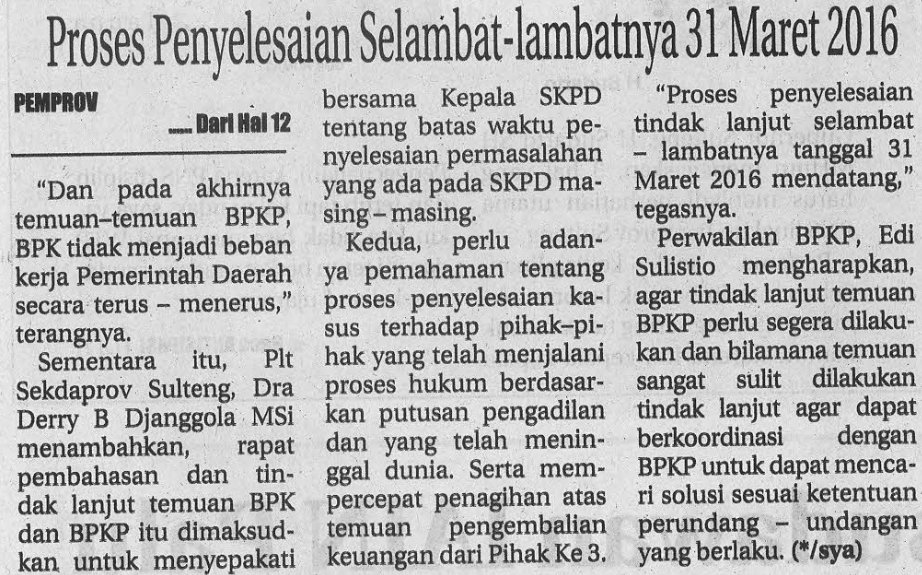 Proses Penyelesaian Selambat-lambatnya 31 Maret 2016
PEMPROV
..... Dari Hal 12
“Dan pada akhirnya
temuan–temuan BPKP,
BPK tidak menjadi beban
kerja Pemerintah Daerah
secara terus – menerus,”
terangnya.
Sementara itu, Plt
Sekdaprov Sulteng, Dra
Derry B Djanggola MSi
menambahkan, rapat
pembahasan dan tin-
dak lanjut temuan BPK
dan BPKP itu dimaksud-
kan untuk menyepakati
bersama Kepala SKPD
tentang batas waktu pe-
nyelesaian permasalahan
yang ada pada SKPD ma-
sing – masing.
Kedua, perlu adan-
ya pemahaman tentang
proses penyelesaian ka-
sus terhadap pihak–pi-
hak yang telah menjalani
proses hukum berdasar-
kan putusan pengadilan
dan yang telah menin-
ggal dunia. Serta mem-
percepat penagihan atas
temuan pengembalian
keuangan dari Pihak Ke 3.
“Proses penyelesaian
tindak lanjut selambat
– lambatnya tanggal 31
Maret 2016 mendatang,”
tegasnya.
Perwakilan BPKP, Edi
Sulistio mengharapkan,
agar tindak lanjut temuan
BPKP perlu segera dilaku-
kan dan bilamana temuan
sangat sulit dilakukan
tindak lanjut agar dapat
berkoordinasi dengan
BPKP untuk dapat menca-
ri solusi sesuai ketentuan
perundang – undangan
yang berlaku. (*/sya)